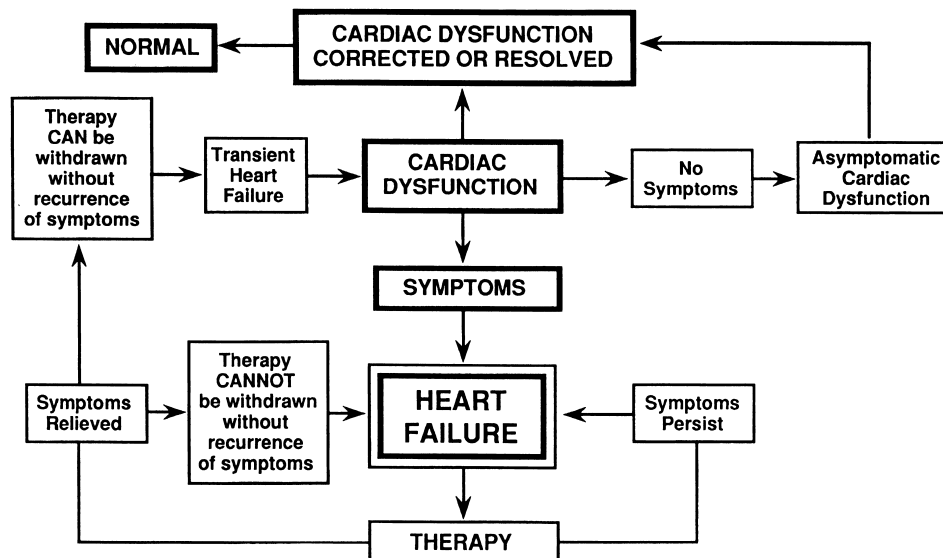 NORMAL
CARDIAC DYSFUNCTION
CORRECTED OR RESOLVED
Therapy
CAN be
withdrawn
without
recurrence
of symptoms
Transient
Heart
Failure
CARDIAC
DYSFUNCTION
No
Symptoms
Asymptomatic
Cardiac
Dysfunction
SYMPTOMS
Symptoms
Relieved
Therapy
CANNOT
be withdrawn
without
recurrence
of symptoms
HEART
FAILURE
Symptoms
Persist
THERAPY